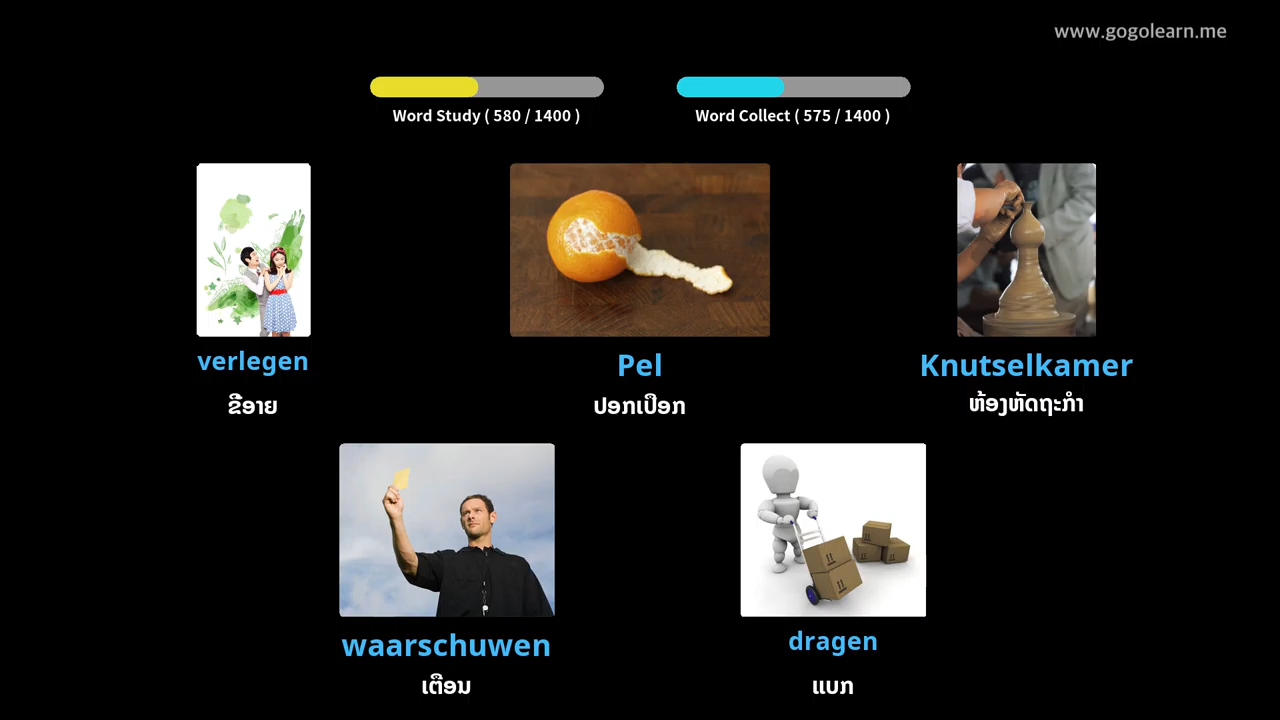 www.gogolearn.me
Word Study ( 580 / 1400 )
Word Collect ( 575 / 1400 )
verlegen
ຂີ້ອາຍ
Pel
ປອກເປືອກ
Knutselkamer
ຫ້ອງຫັດຖະກຳ
waarschuwen
ເຕືອນ
dragen
ແບກ